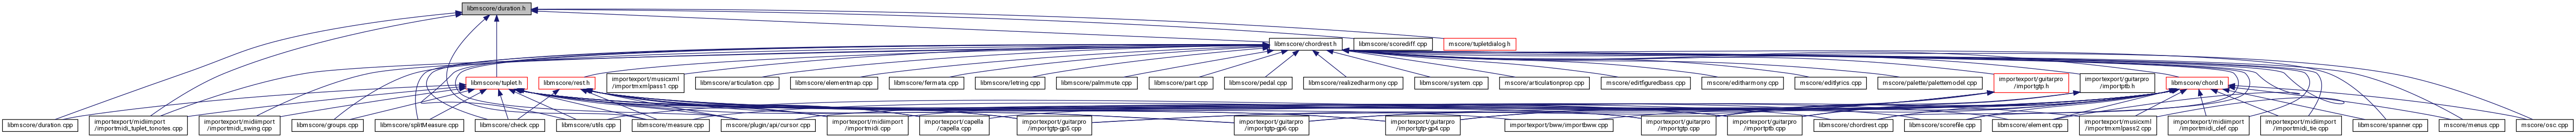 libmscore/duration.h
libmscore/chordrest.h
libmscore/scorediff.cpp
mscore/tupletdialog.h
libmscore/tuplet.h
libmscore/rest.h
importexport/musicxml
/importmxmlpass1.cpp
libmscore/articulation.cpp
libmscore/elementmap.cpp
libmscore/fermata.cpp
libmscore/letring.cpp
libmscore/palmmute.cpp
libmscore/part.cpp
libmscore/pedal.cpp
libmscore/realizedharmony.cpp
libmscore/system.cpp
mscore/articulationprop.cpp
mscore/editfiguredbass.cpp
mscore/editharmony.cpp
mscore/editlyrics.cpp
mscore/palette/palettemodel.cpp
importexport/guitarpro
/importgtp.h
importexport/guitarpro
/importptb.h
libmscore/chord.h
libmscore/duration.cpp
importexport/midiimport
/importmidi_tuplet_tonotes.cpp
importexport/midiimport
/importmidi_swing.cpp
libmscore/groups.cpp
libmscore/splitMeasure.cpp
libmscore/check.cpp
libmscore/utils.cpp
libmscore/measure.cpp
mscore/plugin/api/cursor.cpp
importexport/midiimport
/importmidi.cpp
importexport/capella
/capella.cpp
importexport/guitarpro
/importgtp-gp5.cpp
importexport/guitarpro
/importgtp-gp6.cpp
importexport/guitarpro
/importgtp-gp4.cpp
importexport/bww/importbww.cpp
importexport/guitarpro
/importgtp.cpp
importexport/guitarpro
/importptb.cpp
libmscore/chordrest.cpp
libmscore/scorefile.cpp
libmscore/element.cpp
importexport/musicxml
/importmxmlpass2.cpp
importexport/midiimport
/importmidi_clef.cpp
importexport/midiimport
/importmidi_tie.cpp
libmscore/spanner.cpp
mscore/menus.cpp
mscore/osc.cpp